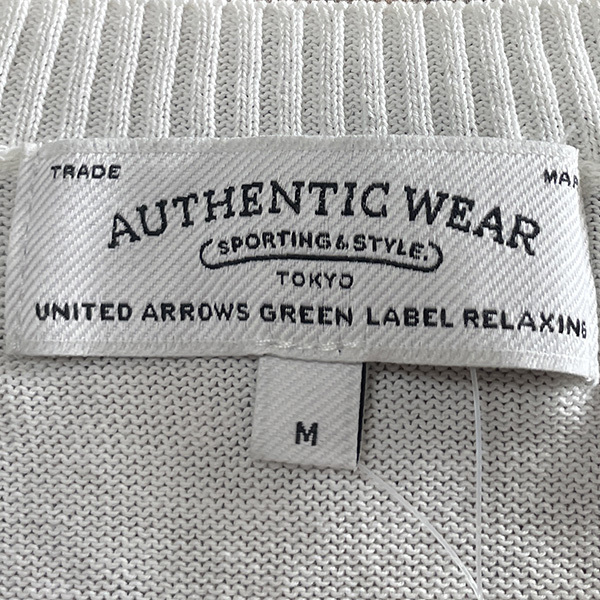 TRADE MAR
AUTHENTIC WEAR
SPORTING & STYLE.
TOKYO
UNITED ARROWS GREEN LABEL RELAXING
M